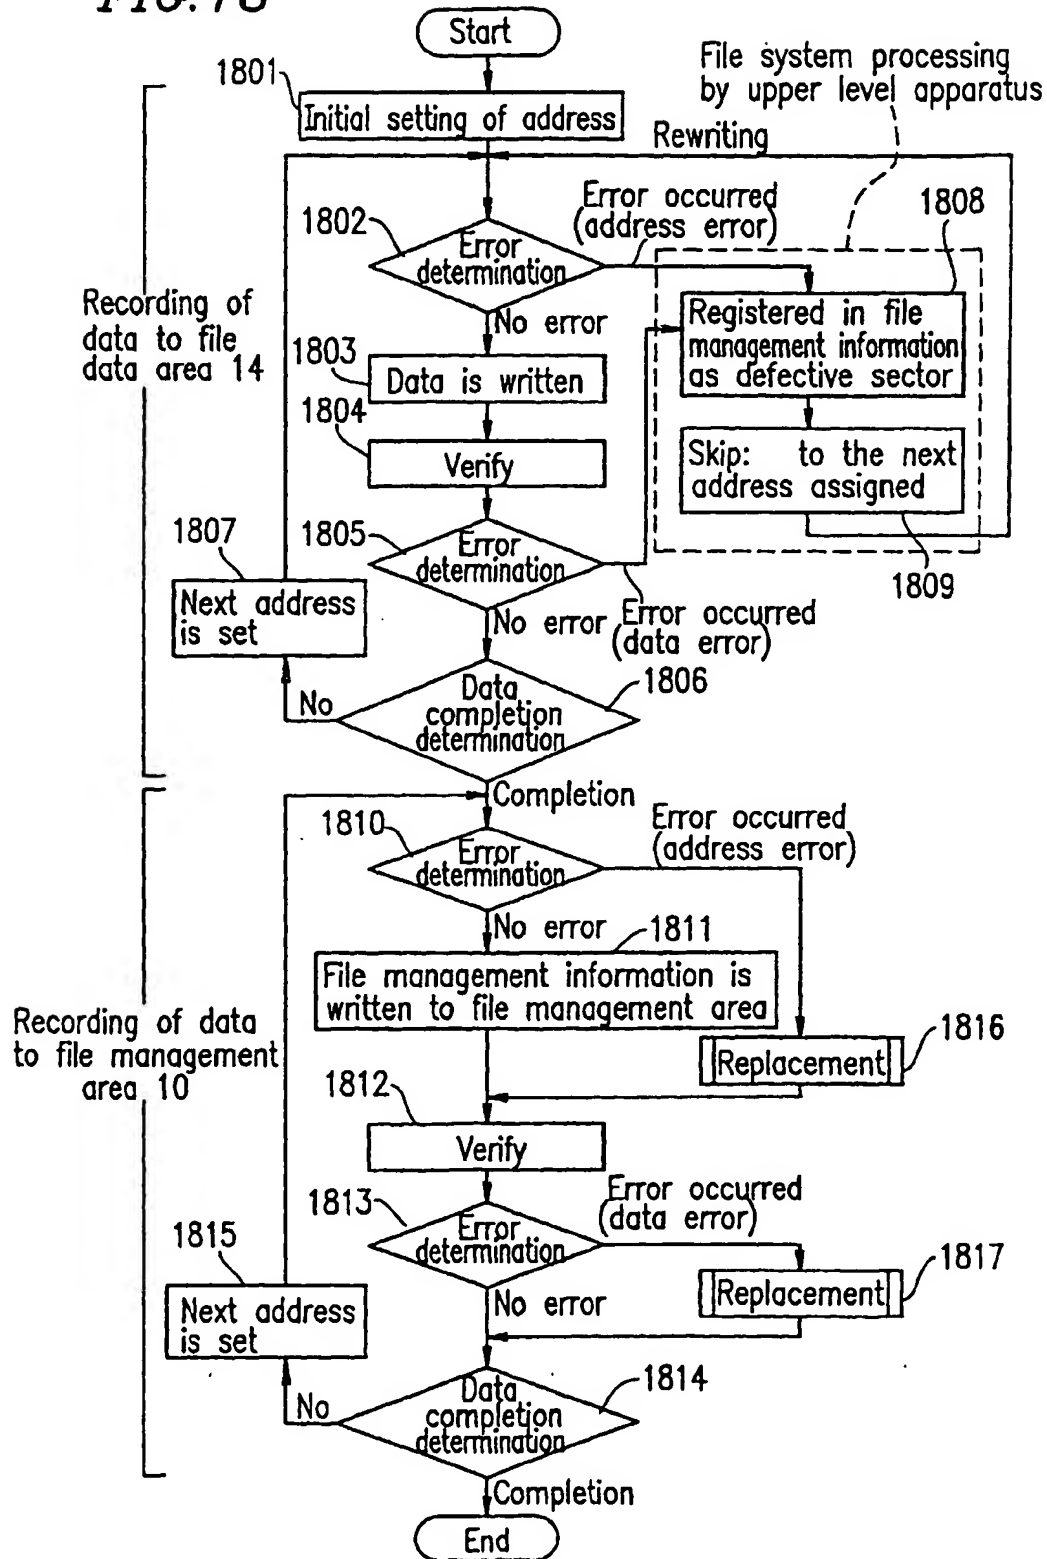 Start
File system processing
by upper level apparatus
1801
Initial setting of address
Rewriting
Error occurred
(address error)
1808
1802
Error
determination
Registered in file
management information
as defective sector
Recording of
data to file
data area 14
No error
1803
Data is written
1804
Verify
Skip: to the next
address assigned
1809
1805
Error
determination
1807
Next address
is set
No error
Error occurred
(data error)
1806
No
Data
completion
determination
Completion
Error occurred
(address error)
1810
Error
determination
No error
1811
File management information is
written to file management area
Recording of data
to file management
area 10
1816
Replacement
1812
Verify
Error occurred
(data error)
1813
Error
determination
1817
Replacement
1815
Next address
is set
No error
1814
No
Data
completion
determination
Completion
End